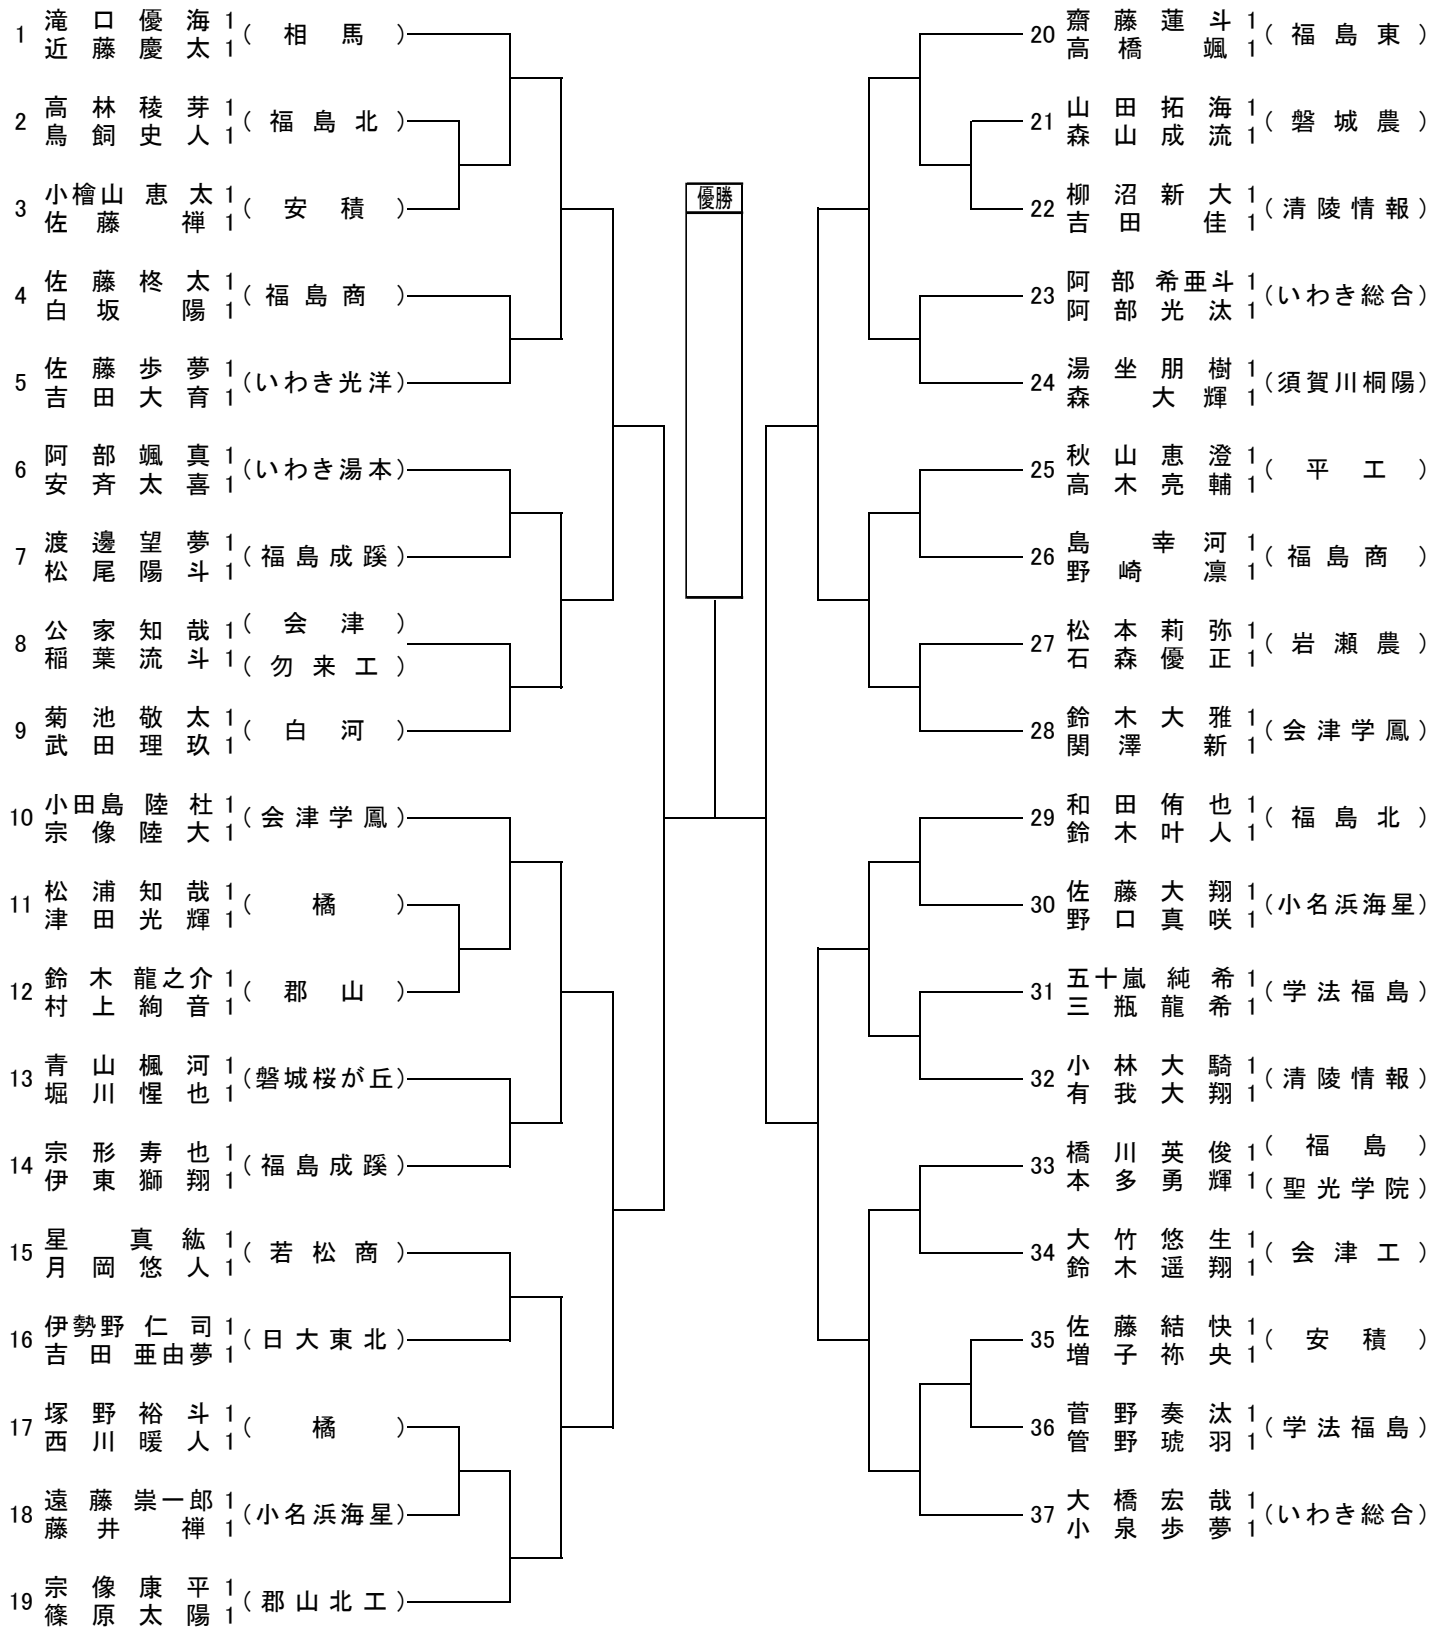 1 滝口優海 1 (相馬)
近藤慶太 1
2 高林稜芽 1 (福島北)
鳥飼史人 1
3 小檜山恵太 1 (安積)
佐藤禅 1
4 佐藤柊太 1 (福島商)
白坂陽 1
5 佐藤歩夢 1 (いわき光洋)
吉田大育 1
6 阿部颯真 1 (いわき湯本)
安斉太喜 1
7 渡邊望夢 1 (福島成蹊)
松尾陽斗 1
8 公家知哉 1 (会津)
稲葉流斗 1 (勿来工)
9 菊池敬太 1 (白河)
武田理玖 1
10 小田島陸杜 1 (会津学鳳)
宗像陸大 1
11 松浦知哉 1 (橘)
津田光輝 1
12 鈴木龍之介 1 (郡山)
村上絢音 1
13 青山楓河 1 (磐城桜が丘)
堀川惺也 1
14 宗形寿也 1 (福島成蹊)
伊東獅翔 1
15 星真紘 1 (若松商)
月岡悠人 1
16 伊勢野仁司 1 (日大東北)
吉田亜由夢 1
17 塚野裕斗 1 (橘)
西川暖人 1
18 遠藤崇一郎 1 (小名浜海星)
藤井禅 1
19 宗像康平 1 (郡山北工)
篠原太陽 1
優勝
20 齋藤蓮斗 1 (福島東)
高橋颯 1
21 山田拓海 1 (磐城農)
森山成流 1
22 柳沼新大 1 (清陵情報)
吉田佳 1
23 阿部希亜斗 1 (いわき総合)
阿部光汰 1
24 湯坐朋樹 1 (須賀川桐陽)
森大輝 1
25 秋山恵澄 1 (平工)
高木亮輔 1
26 島幸河 1 (福島商)
野崎凛 1
27 松本莉弥 1 (岩瀬農)
石森優正 1
28 鈴木大雅 1 (会津学鳳)
関澤新 1
29 和田侑也 1 (福島北)
鈴木叶人 1
30 佐藤大翔 1 (小名浜海星)
野口真咲 1
31 五十嵐純希 1 (学法福島)
三瓶龍希 1
32 小林大騎 1 (清陵情報)
有我大翔 1
33 橋川英俊 1 (福島)
本多勇輝 1 (聖光学院)
34 大竹悠生 1 (会津工)
鈴木遥翔 1
35 佐藤結快 1 (安積)
増子祢央 1
36 菅野奏汰 1 (学法福島)
管野琥羽 1
37 大橋宏哉 1 (いわき総合)
小泉歩夢 1